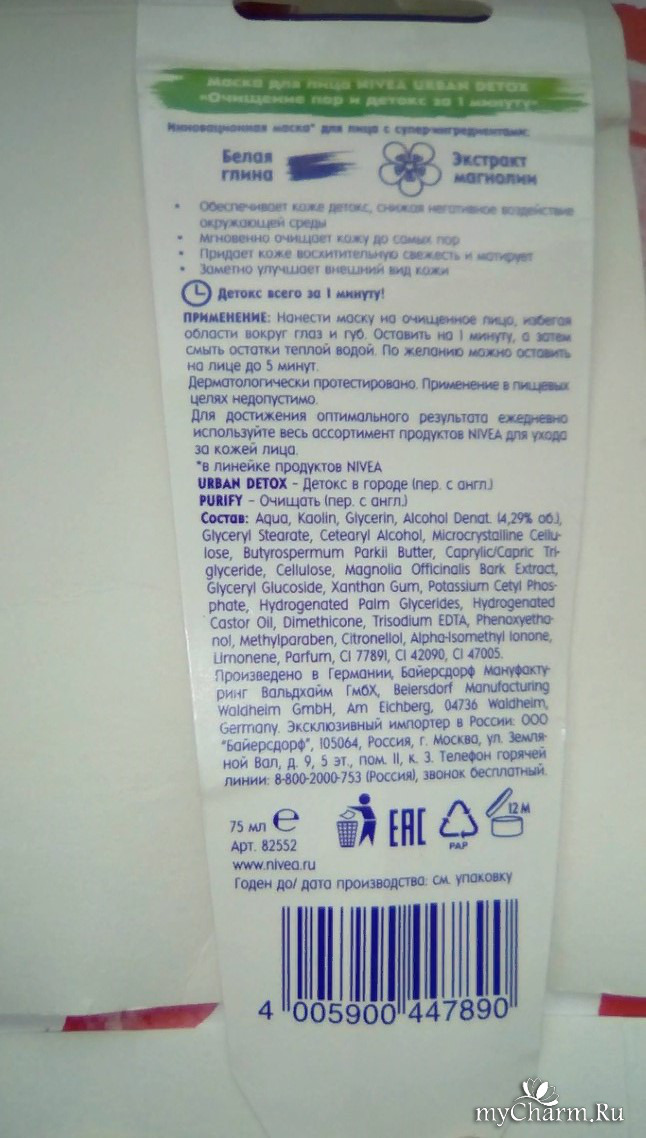 Маска для лица NIVEA URBAN DETOX
«Очищение пор и детокс за 1 минуту»
Инновационная маска* для лица с супер-ингредиентами:
Белая
глина
Экстракт
магнолии
• Обеспечивает коже детокс, снижая негативное воздействие
окружающей среды
• Мгновенно очищает кожу до самых пор
• Придает коже восхитительную свежесть и матирует
• Заметно улучшает внешний вид кожи
Детокс всего за 1 минуту!
ПРИМЕНЕНИЕ: Нанести маску на очищенное лицо, избегая
области вокруг глаз и губ. Оставить на 1 минуту, а затем
смыть остатки теплой водой. По желанию можно оставить
на лице до 5 минут.
Дерматологически протестировано. Применение в пищевых
целях недопустимо.
Для достижения оптимального результата ежедневно
используйте весь ассортимент продуктов NIVEA для ухода
за кожей лица.
*в линейке продуктов NIVEA
URBAN DETOX – Детокс в городе (пер. с англ.)
PURIFY – Очищать (пер. с англ.)
Состав: Aqua, Kaolin, Glycerin, Alcohol Denat. (4,29% об.),
Glyceryl Stearate, Cetearyl Alcohol, Microcrystalline Cellu-
lose, Butyrospermum Parkii Butter, Caprylic/Capric Tri-
glyceride, Cellulose, Magnolia Officinalis Bark Extract,
Glyceryl Glucoside, Xanthan Gum, Potassium Cetyl Phos-
phate, Hydrogenated Palm Glycerides, Hydrogenated
Castor Oil, Dimethicone, Trisodium EDTA, Phenoxyetha-
nol, Methylparaben, Citronellol, Alpha-Isomethyl Ionone,
Limonene, Parfum, CI 77891, CI 42090, CI 47005.
Произведено в Германии, Байерсдорф Мануфакту-
ринг Вальдхайм ГмбХ, Beiersdorf Manufacturing
Waldheim GmbH, Am Eichberg, 04736 Waldheim,
Germany. Эксклюзивный импортер в России: ООО
"Байерсдорф", 105064, Россия, г. Москва, ул. Земля-
ной Вал, д. 9, 5 эт., пом. II, к. 3. Телефон горячей
линии: 8-800-2000-753 (Россия), звонок бесплатный.
75 мл e
EAC
PAP
12 M
Арт. 82552
www.nivea.ru
Годен до/ дата производства: см. упаковку
4 005900 447890
myCharm.Ru